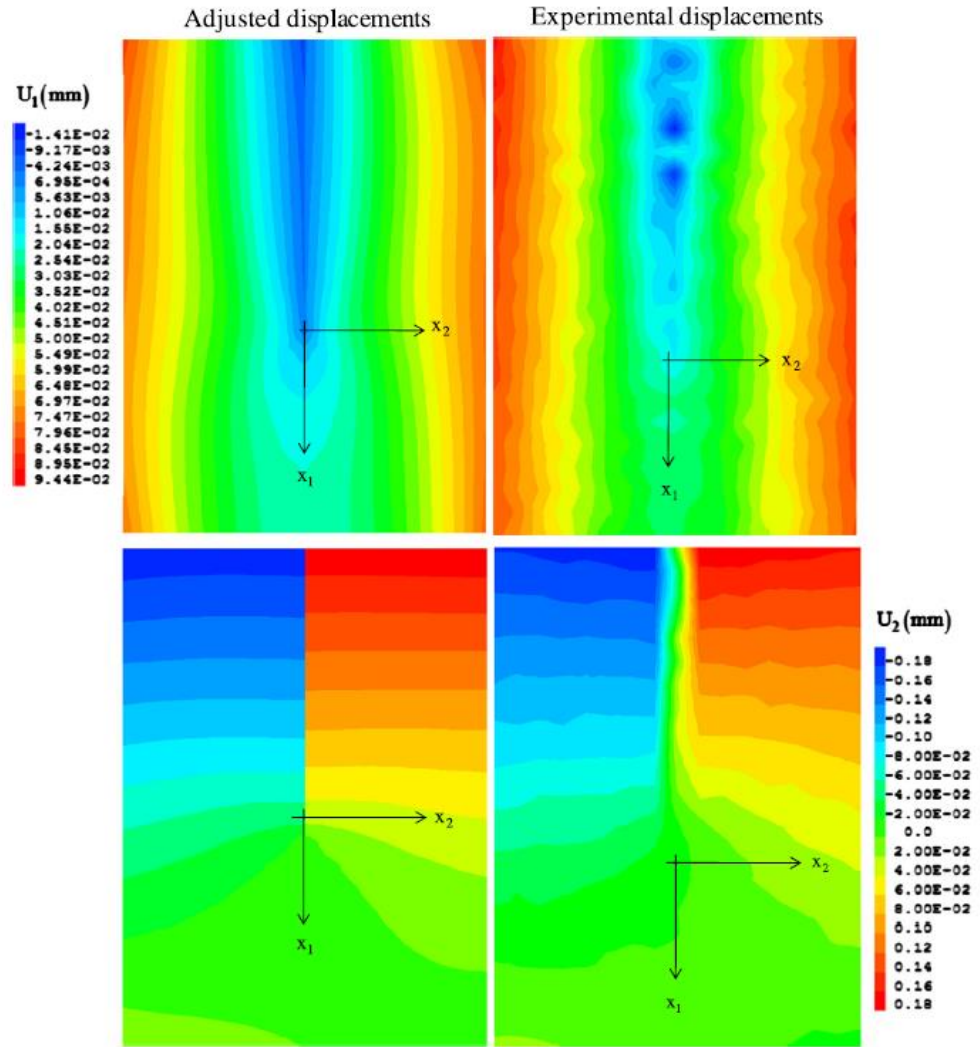 Adjusted displacements
Experimental displacements
U1(mm)
-1.41E-02
-9.17E-03
-4.24E-03
6.95E-04
5.63E-03
1.06E-02
1.55E-02
2.04E-02
2.54E-02
3.03E-02
3.52E-02
4.02E-02
4.51E-02
5.00E-02
5.49E-02
5.99E-02
6.48E-02
6.97E-02
7.47E-02
7.96E-02
8.45E-02
8.95E-02
9.44E-02
x2
x1
x2
x1
U2(mm)
-0.18
-0.16
-0.14
-0.12
-0.10
-8.00E-02
-6.00E-02
-4.00E-02
-2.00E-02
0.0
2.00E-02
4.00E-02
6.00E-02
8.00E-02
0.10
0.12
0.14
0.16
0.18
x2
x1
x2
x1